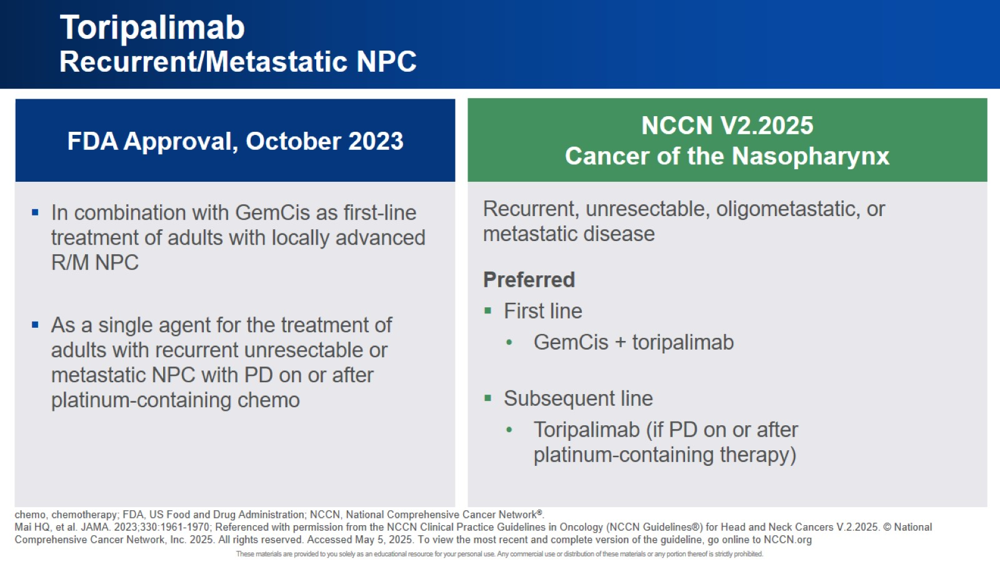 Toripalimab
Recurrent/Metastatic NPC
FDA Approval, October 2023
▪ In combination with GemCis as first-line
treatment of adults with locally advanced
R/M NPC
▪ As a single agent for the treatment of
adults with recurrent unresectable or
metastatic NPC with PD on or after
platinum-containing chemo
NCCN V2.2025
Cancer of the Nasopharynx
Recurrent, unresectable, oligometastatic, or
metastatic disease
Preferred
▪ First line
• GemCis + toripalimab
▪ Subsequent line
• Toripalimab (if PD on or after
platinum-containing therapy)
chemo, chemotherapy; FDA, US Food and Drug Administration; NCCN, National Comprehensive Cancer Network®.
Mai HQ, et al. JAMA. 2023;330:1961-1970; Referenced with permission from the NCCN Clinical Practice Guidelines in Oncology (NCCN Guidelines®) for Head and Neck Cancers V.2.2025. © National
Comprehensive Cancer Network, Inc. 2025. All rights reserved. Accessed May 5, 2025. To view the most recent and complete version of the guideline, go online to NCCN.org
These materials are provided to you solely as an educational resource for your personal use. Any commercial use or distribution of these materials or any portion thereof is strictly prohibited.